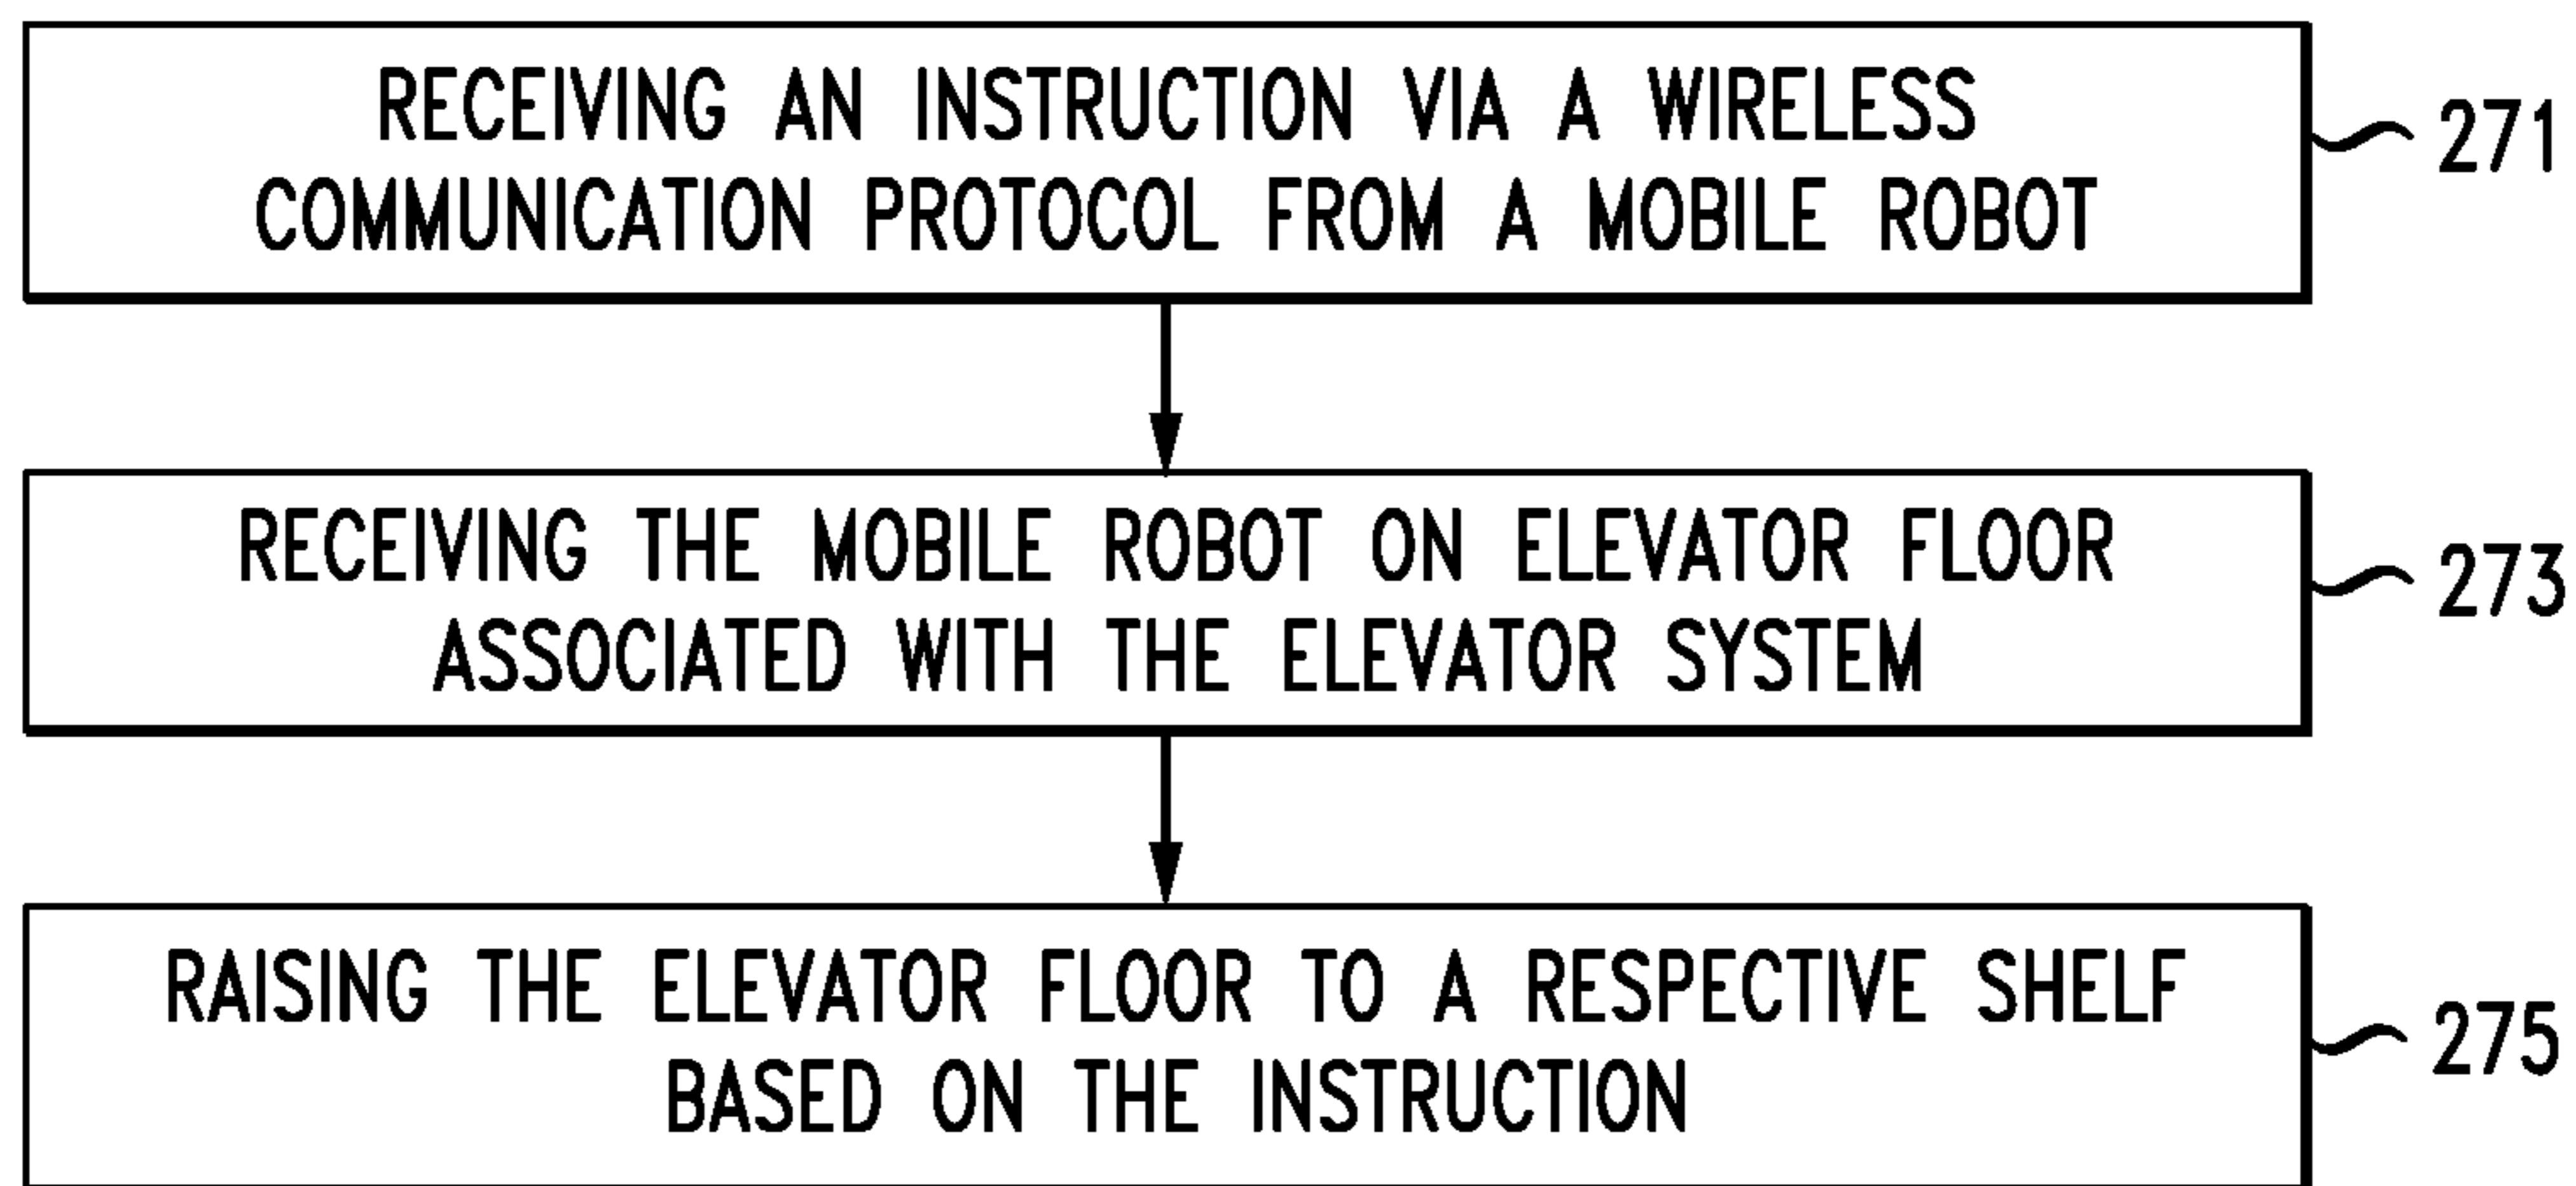 RECEIVING AN INSTRUCTION VIA A WIRELESS
COMMUNICATION PROTOCOL FROM A MOBILE ROBOT
271
RECEIVING THE MOBILE ROBOT ON ELEVATOR FLOOR
ASSOCIATED WITH THE ELEVATOR SYSTEM
273
RAISING THE ELEVATOR FLOOR TO A RESPECTIVE SHELF
BASED ON THE INSTRUCTION
275